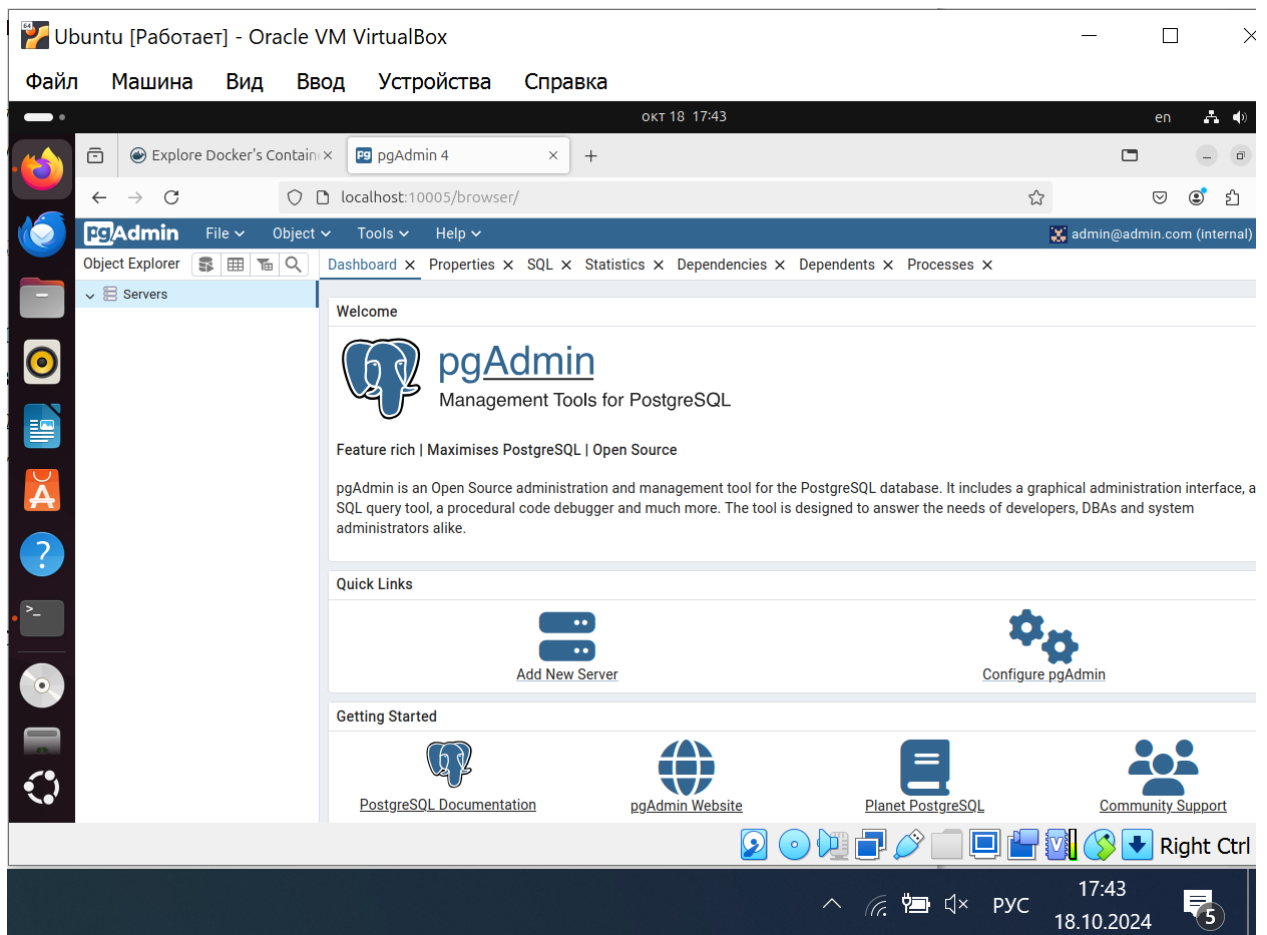 Ubuntu [Работает] - Oracle VM VirtualBox
Файл Машина Вид Ввод Устройства Справка
окт 18 17:43 en
Explore Docker's Contain pgAdmin 4
localhost:10005/browser/
pgAdmin File Object Tools Help admin@admin.com (internal)
Object Explorer Dashboard Properties SQL Statistics Dependencies Dependents Processes
Servers
Welcome
pgAdmin
Management Tools for PostgreSQL
Feature rich | Maximises PostgreSQL | Open Source
pgAdmin is an Open Source administration and management tool for the PostgreSQL database. It includes a graphical administration interface, a
SQL query tool, a procedural code debugger and much more. The tool is designed to answer the needs of developers, DBAs and system
administrators alike.
Quick Links
Add New Server Configure pgAdmin
Getting Started
PostgreSQL Documentation pgAdmin Website Planet PostgreSQL Community Support
Right Ctrl
РУС 17:43
18.10.2024 5